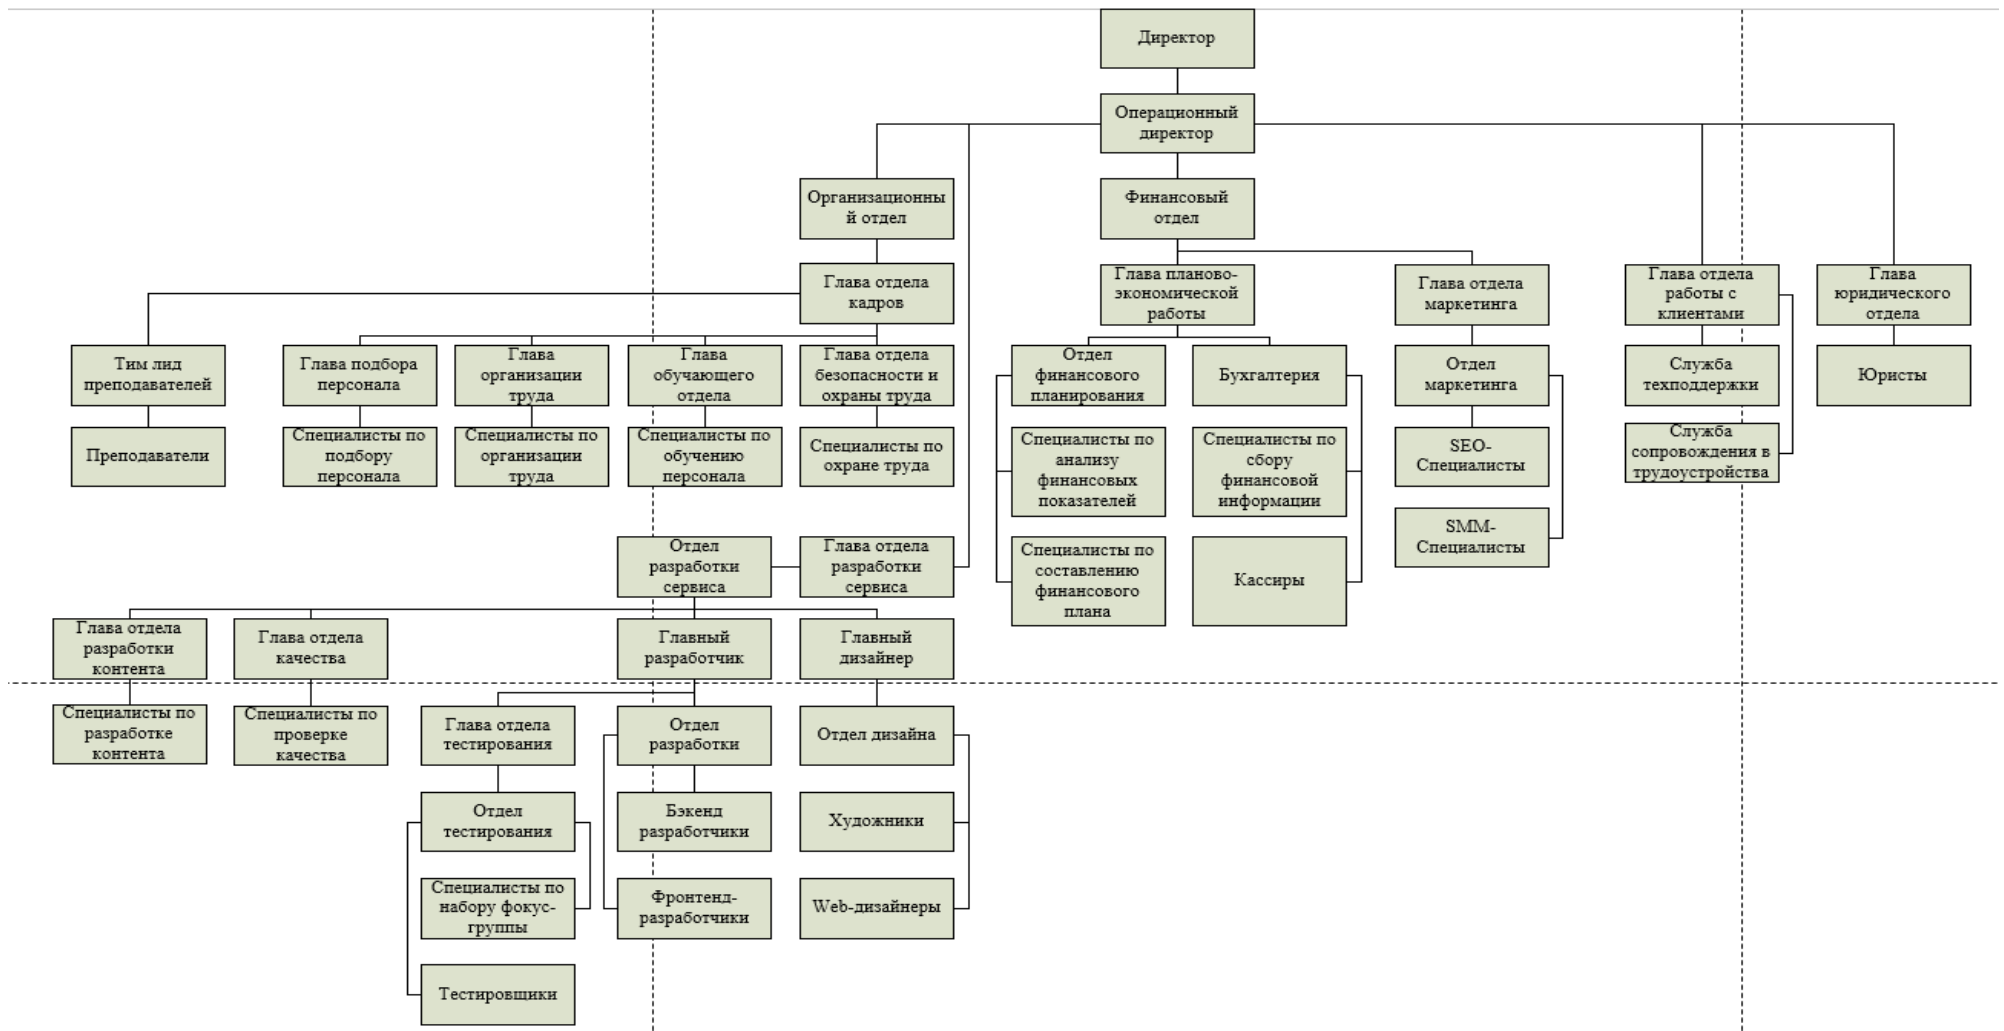 Директор
Операционный
директор
Организационны
й отдел
Финансовый
отдел
Глава отдела
кадров
Глава планово-
экономической
работы
Глава отдела
маркетинга
Глава отдела
работы с
клиентами
Глава
юридического
отдела
Тим лид
преподавателей
Глава подбора
персонала
Глава
организации
труда
Глава
обучающего
отдела
Глава отдела
безопасности и
охраны труда
Отдел
финансового
планирования
Бухгалтерия
Отдел
маркетинга
Служба
техподдержки
Юристы
Преподаватели
Специалисты по
подбору
персонала
Специалисты по
организации
труда
Специалисты по
обучению
персонала
Специалисты по
охране труда
Специалисты по
анализу
финансовых
показателей
Специалисты по
сбору
финансовой
информации
SEO-
Специалисты
Служба
сопровождения в
трудоустройства
SMM-
Специалисты
Отдел
разработки
сервиса
Глава отдела
разработки
сервиса
Специалисты по
составлению
финансового
плана
Кассиры
Глава отдела
разработки
контента
Глава отдела
качества
Главный
разработчик
Главный
дизайнер
Специалисты по
разработке
контента
Специалисты по
проверке
качества
Глава отдела
тестирования
Отдел
разработки
Отдел дизайна
Отдел
тестирования
Бэкенд
разработчики
Художники
Специалисты по
набору фокус-
группы
Фронтенд-
разработчики
Web-дизайнеры
Тестировщики